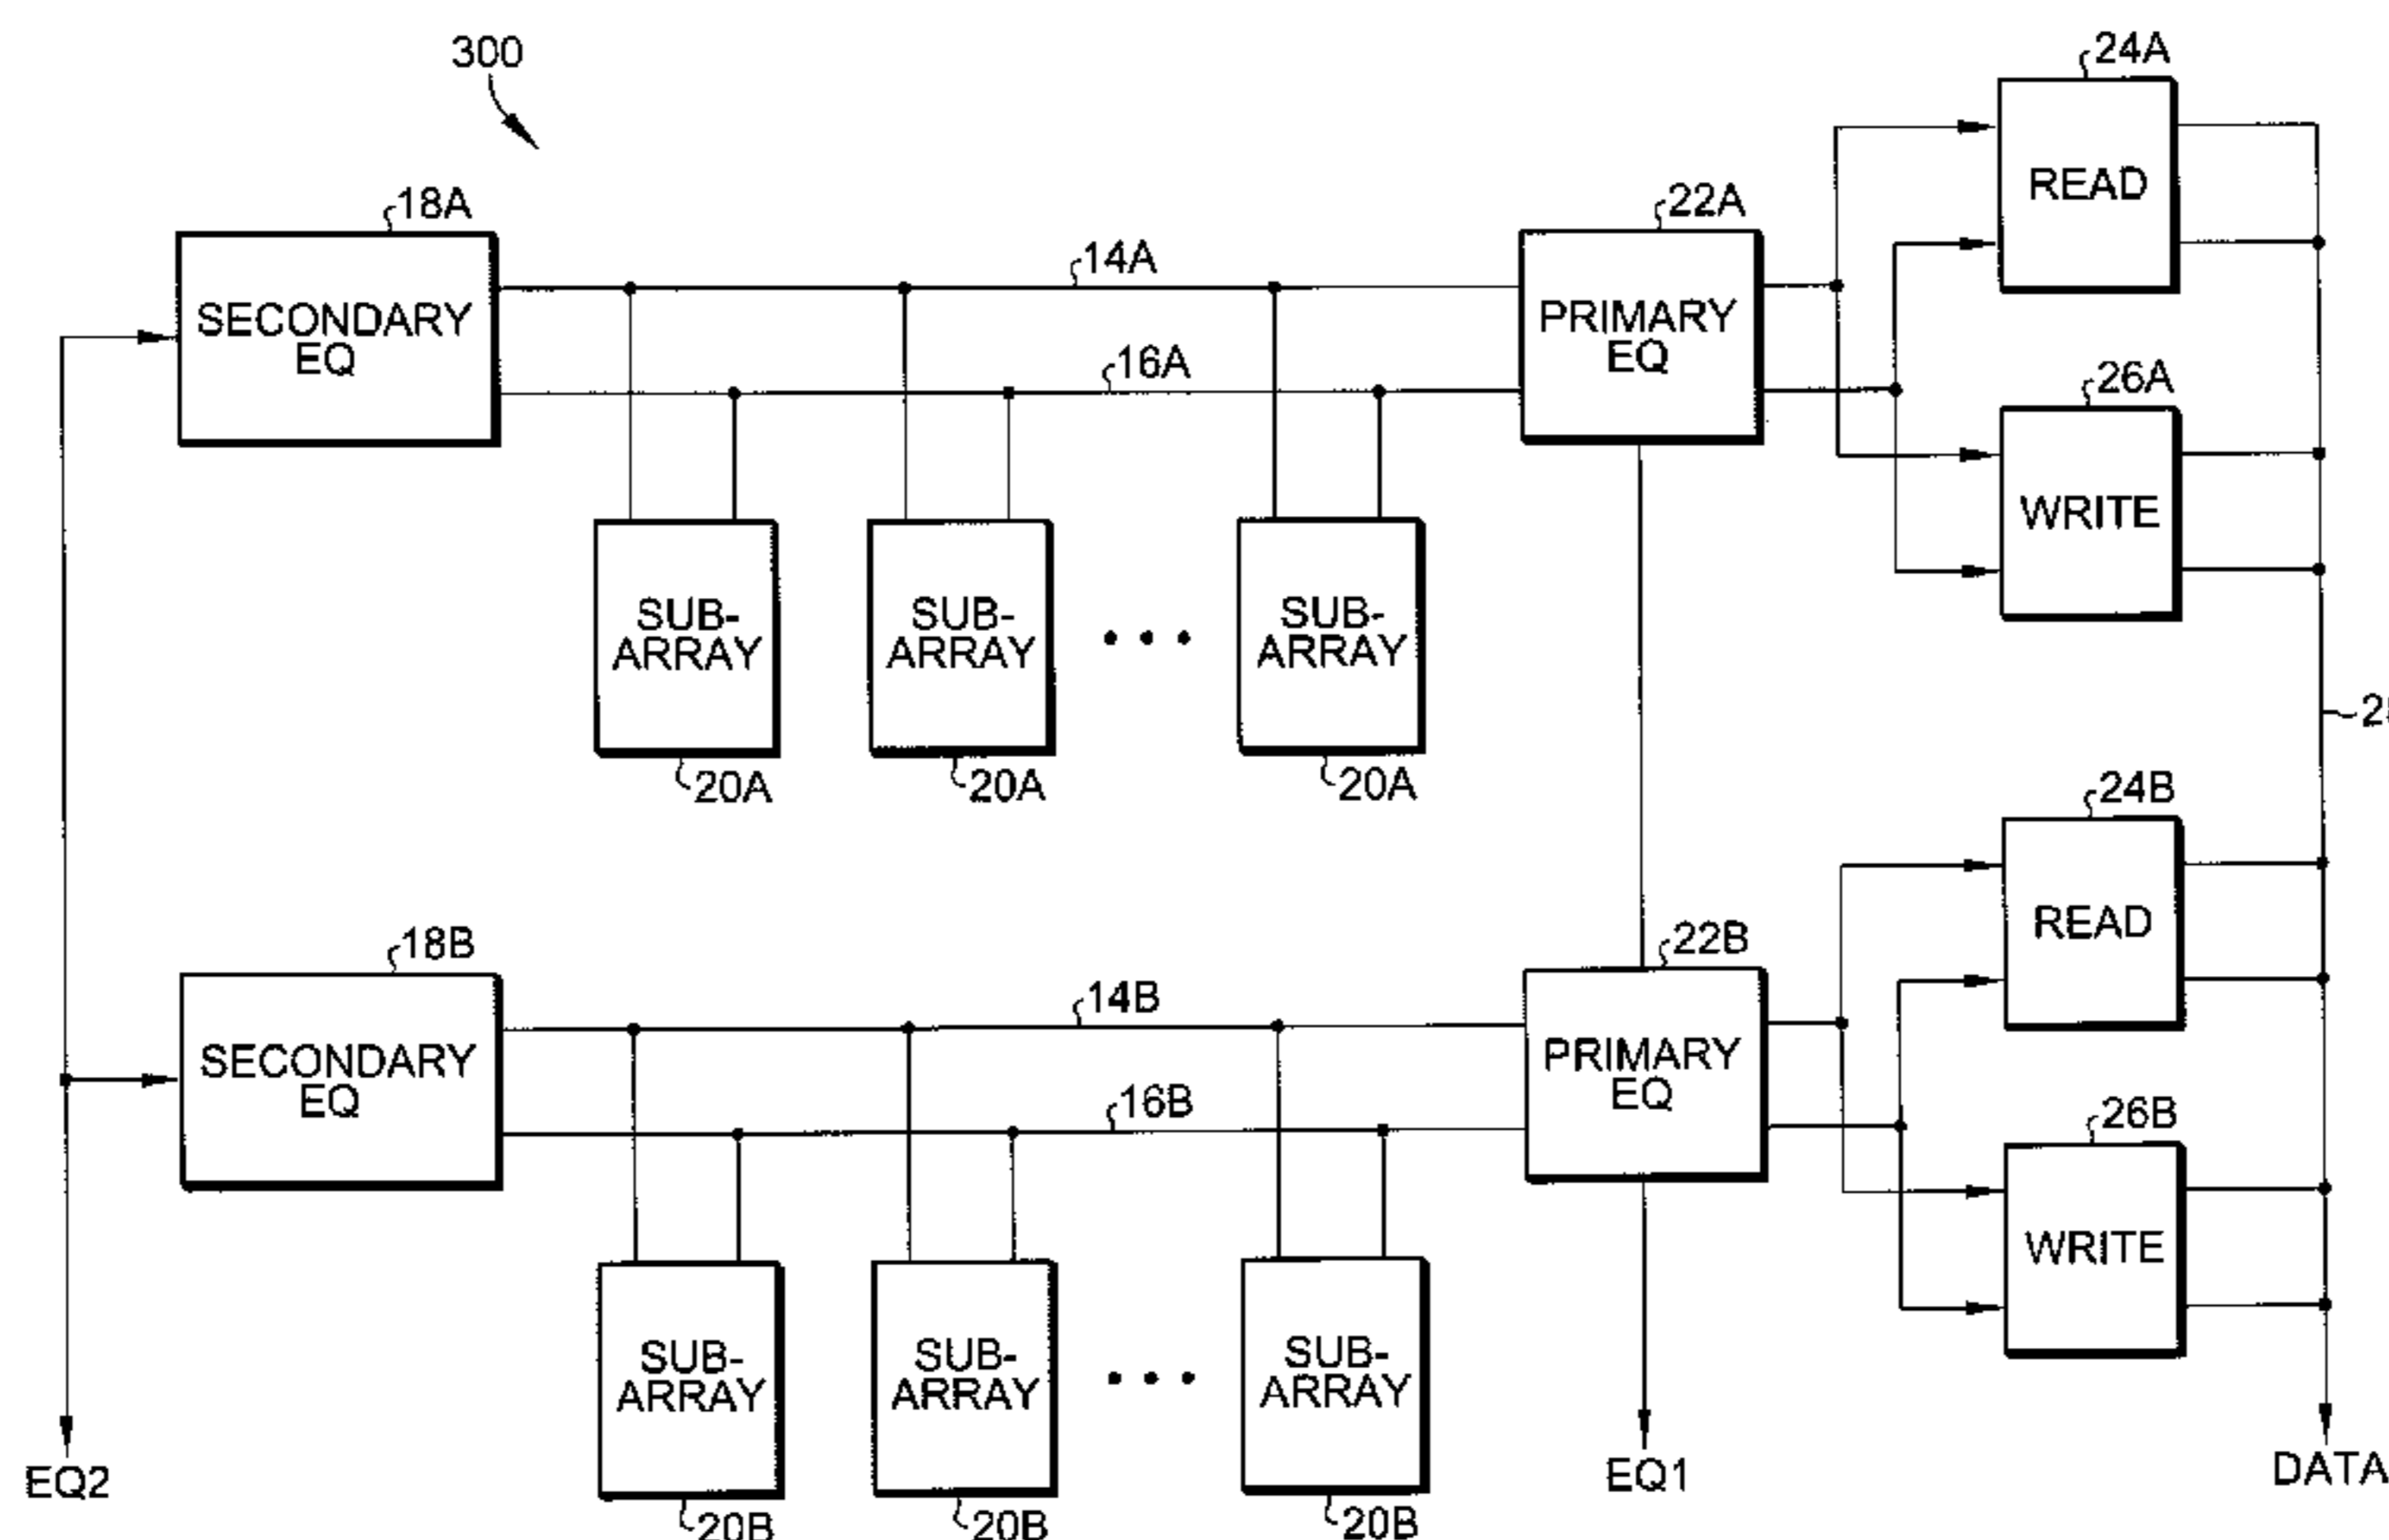 300
24A
READ
18A
22A
14A
SECONDARY
EQ
PRIMARY
EQ
16A
26A
WRITE
SUB-
ARRAY
SUB-
ARRAY
SUB-
ARRAY
20A
20A
20A
24B
READ
18B
22B
14B
SECONDARY
EQ
PRIMARY
EQ
16B
26B
WRITE
SUB-
ARRAY
SUB-
ARRAY
SUB-
ARRAY
EQ2
EQ1
DATA
20B
20B
20B